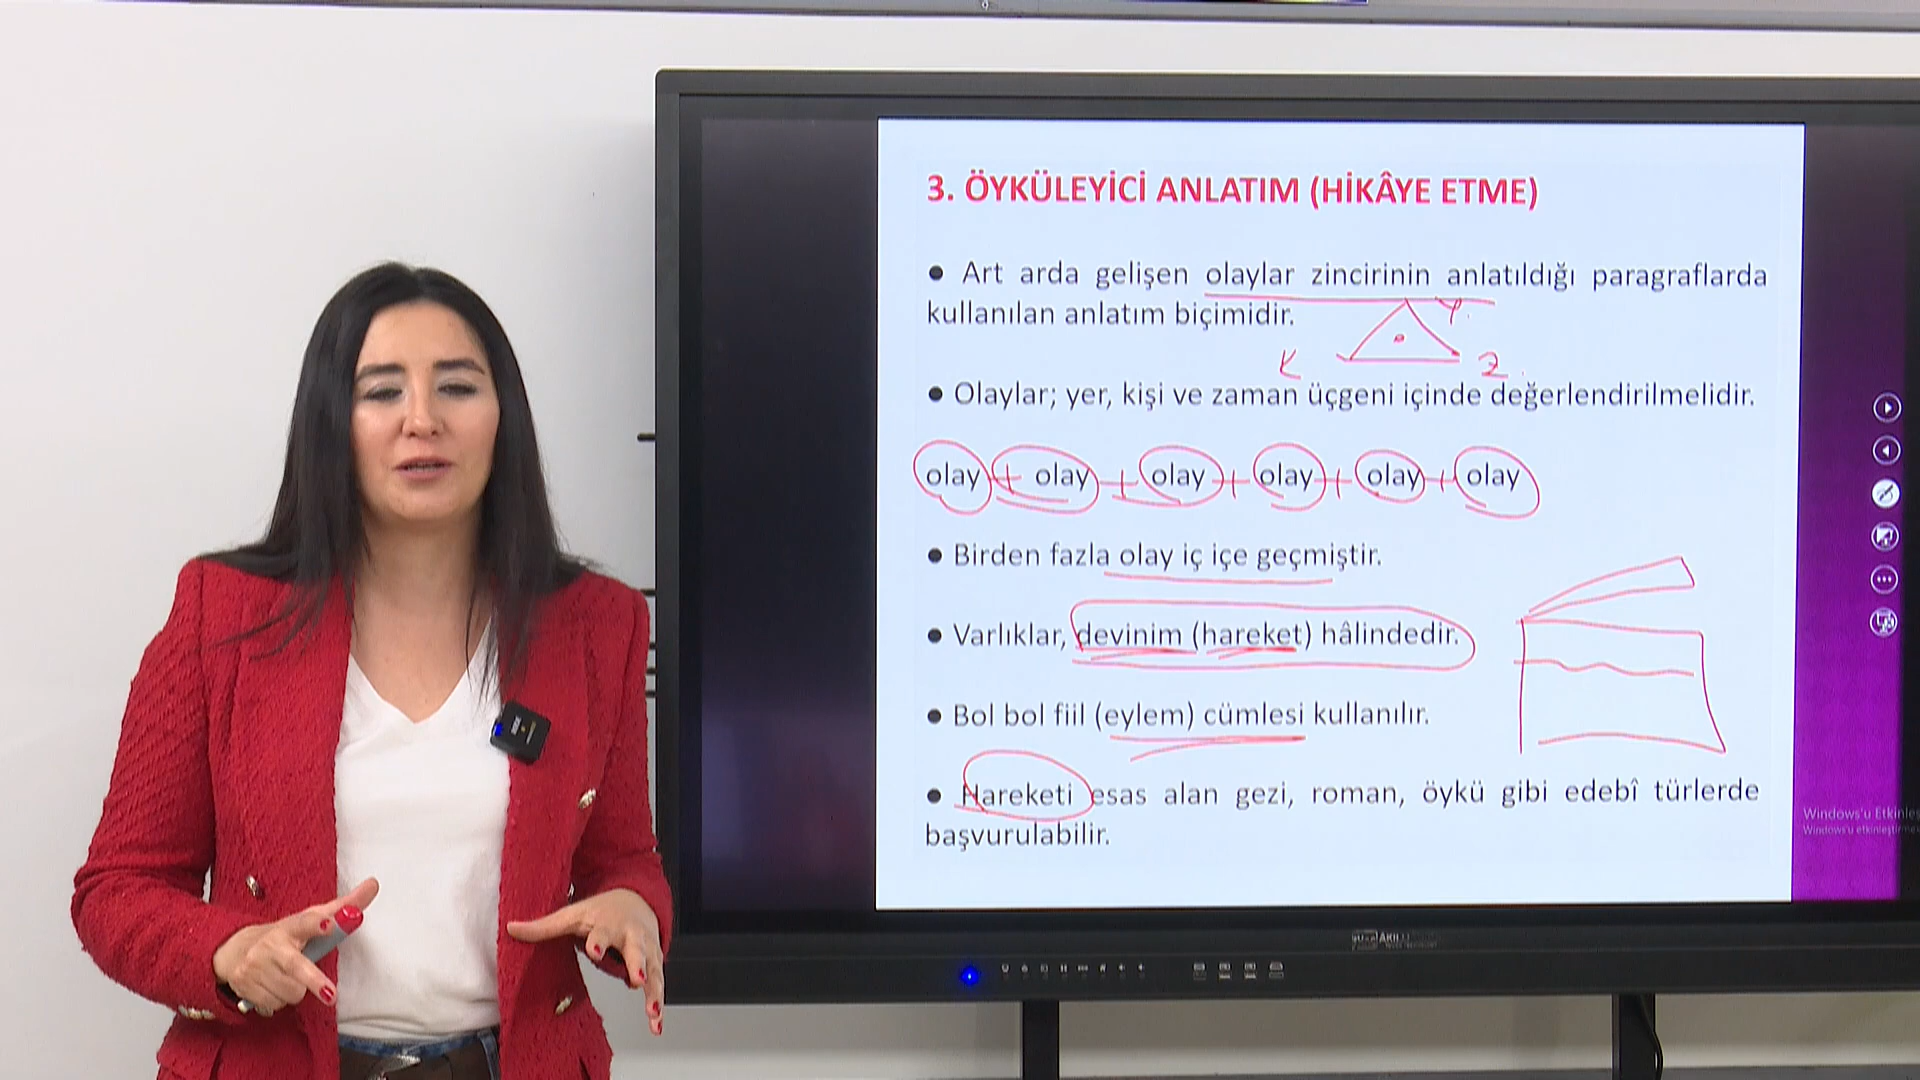 3. ÖYKÜLEYİCİ ANLATIM (HİKÂYE ETME)
● Art arda gelişen olaylar zincirinin anlatıldığı paragraflarda
kullanılan anlatım biçimidir.
Y.
K Z
● Olaylar; yer, kişi ve zaman üçgeni içinde değerlendirilmelidir.
olay + olay + olay + olay + olay + olay
● Birden fazla olay iç içe geçmiştir.
● Varlıklar, devinim (hareket) hâlindedir.
● Bol bol fiil (eylem) cümlesi kullanılır.
● Hareketi esas alan gezi, roman, öykü gibi edebî türlerde
başvurulabilir.
Windows'u Etkinleş